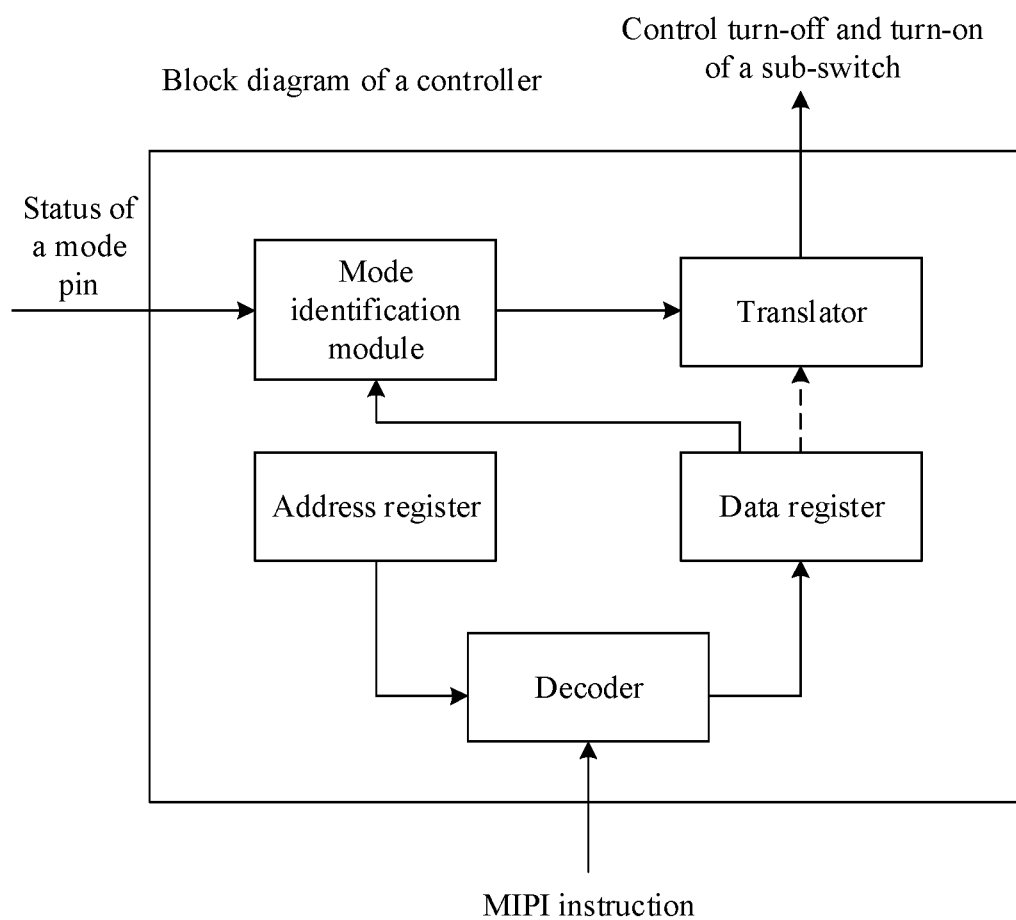 Control turn-off and turn-on
of a sub-switch
Block diagram of a controller
Status of
a mode
pin
Mode
identification
module
Translator
Address register
Data register
Decoder
MIPI instruction